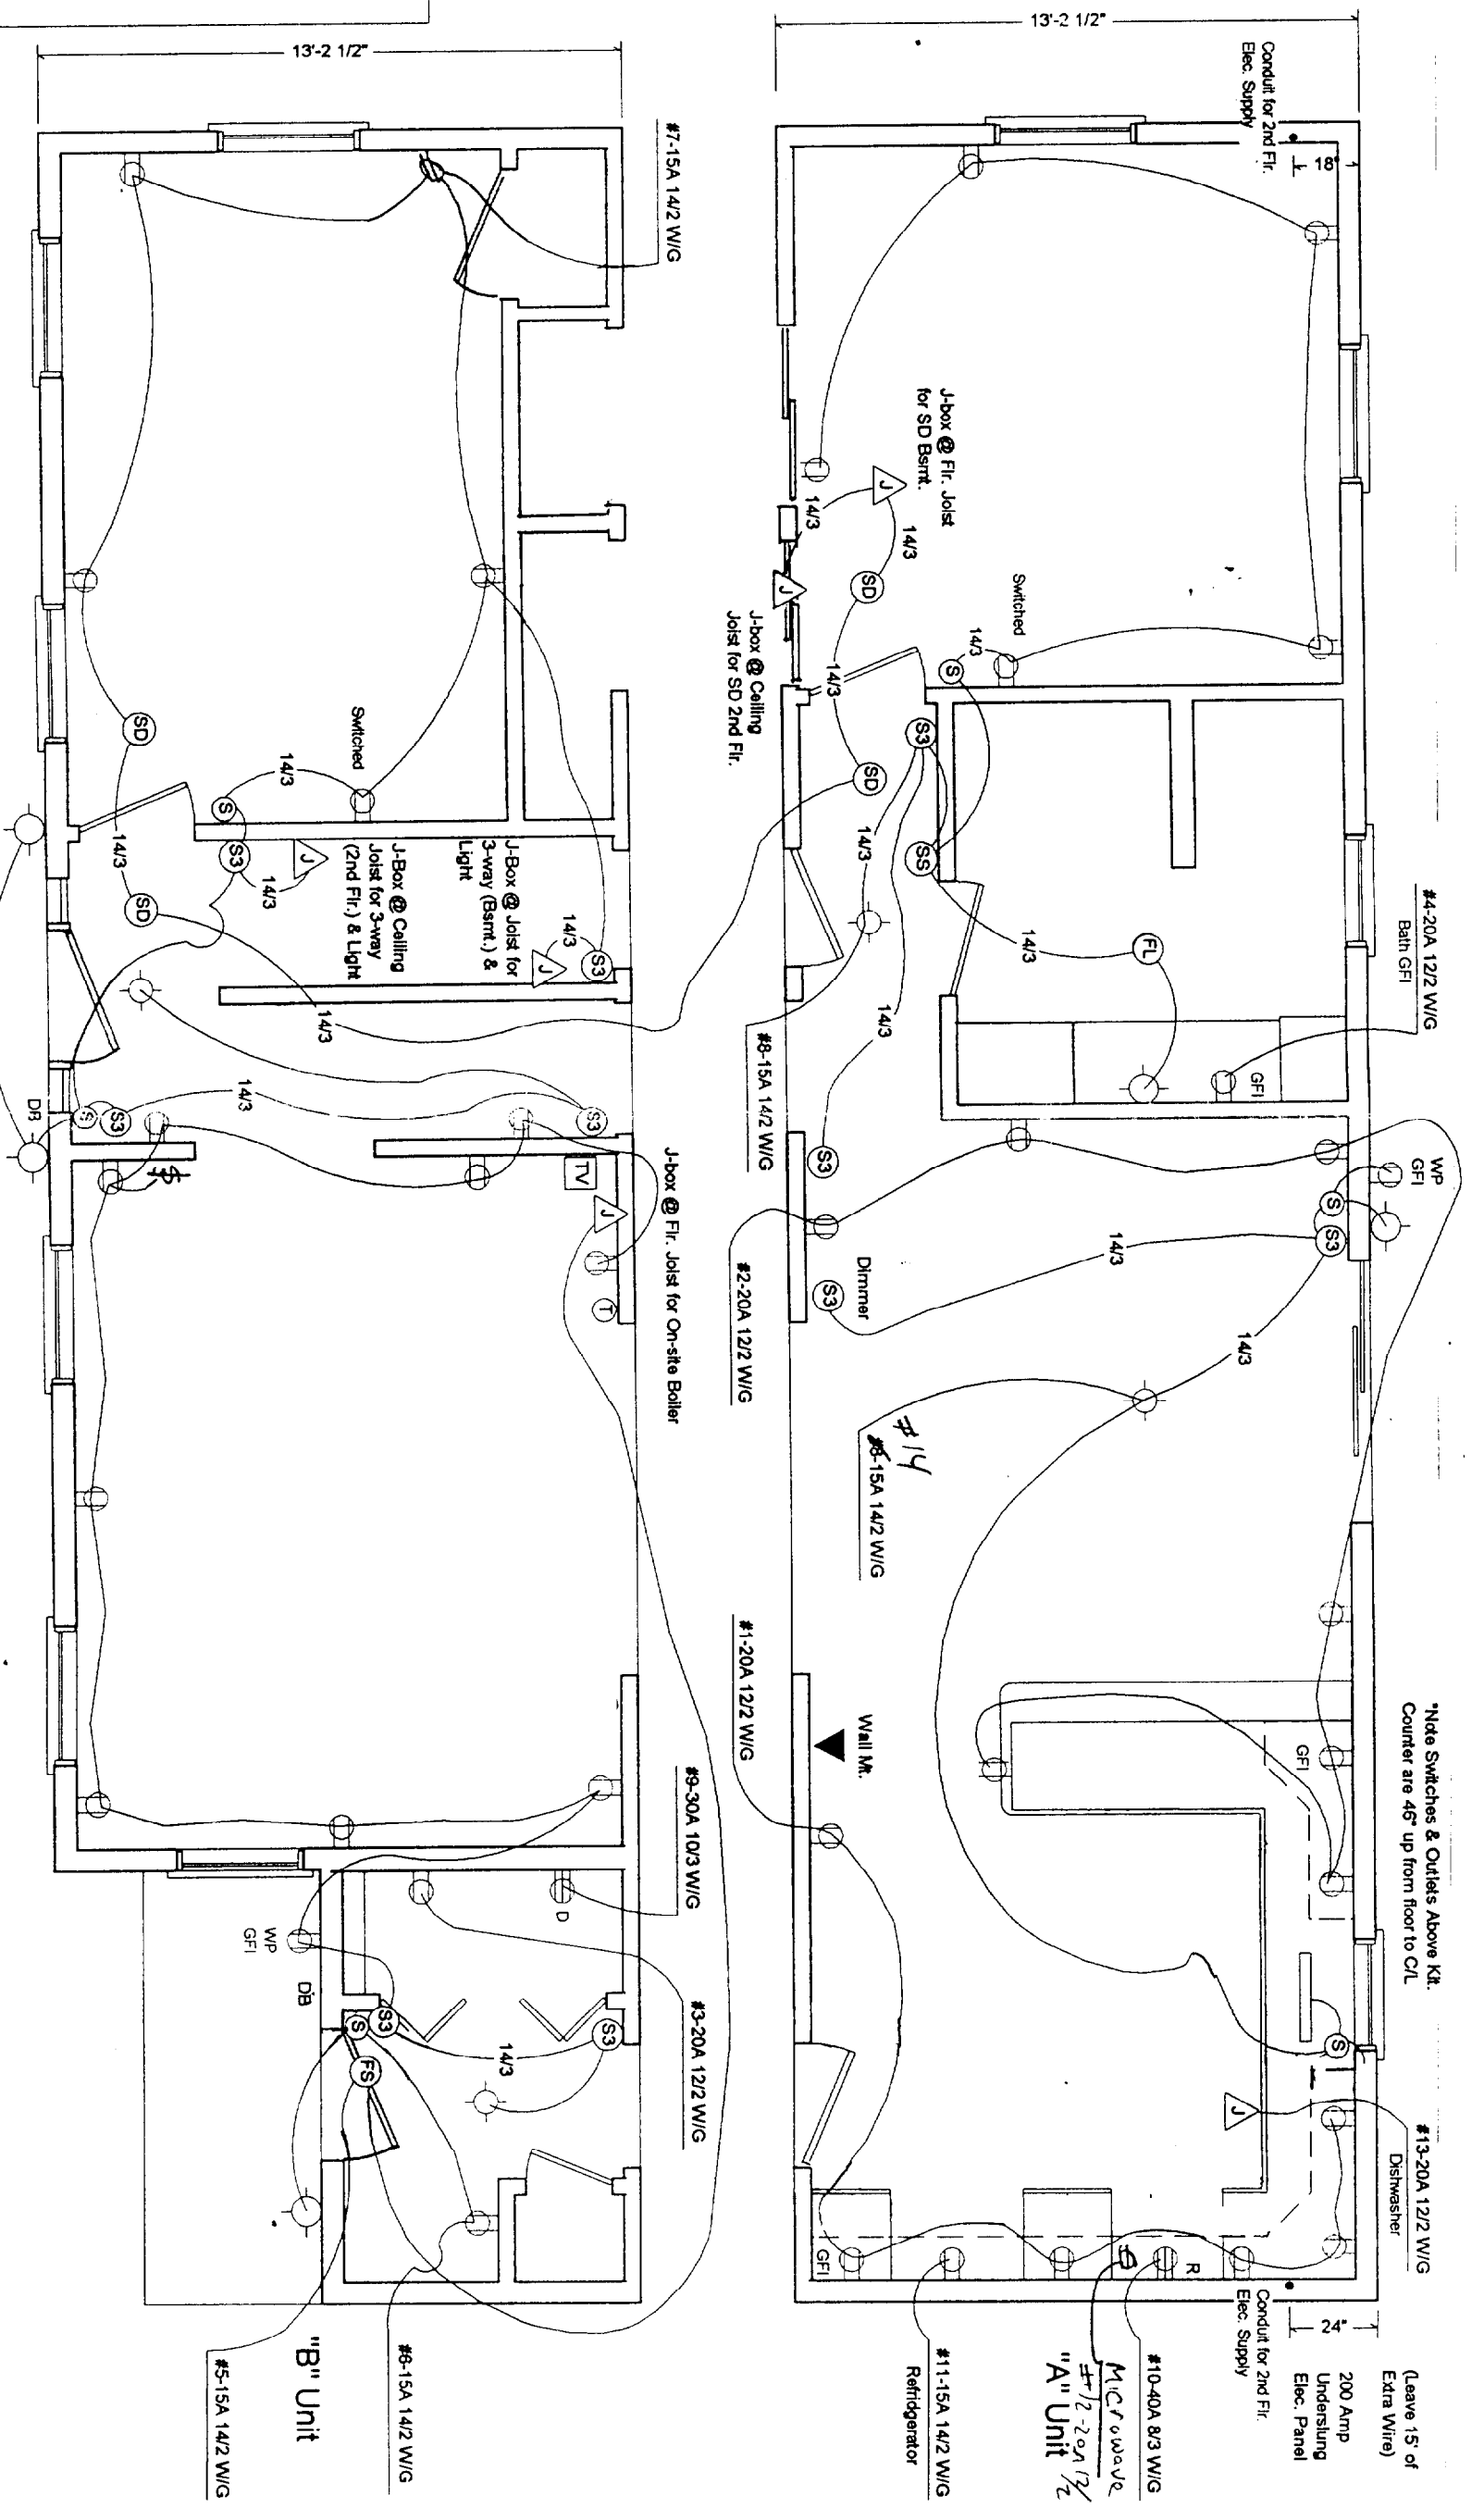 13'-2 1/2"
Conduit for 2nd Flr.
Elec. Supply
18"
J-box @ Flr. Joist
for SD Bsmt.
J
14/3
14/3
SD
J
J-box @ Ceiling
Joist for SD 2nd Flr.
14/3
SD
Switched
14/3
S
S3
SS
14/3
14/3
FL
14/3
GFI
#4-20A 12/2 W/G
Bath GFI
#8-15A 14/2 W/G
S3
WP
GFI
S
S3
Dimmer
S3
14/3
14/3
#2-20A 12/2 W/G
#14
#8-15A 14/2 W/G
*Note Switches & Outlets Above Kit.
Counter are 46" up from floor to C/L
GFI
Wall Mt.
#1-20A 12/2 W/G
S
J
#13-20A 12/2 W/G
Dishwasher
GFI
R
Conduit for 2nd Flr.
Elec. Supply
24"
(Leave 15' of
Extra Wire)
200 Amp
Underslung
Elec. Panel
#10-40A 8/3 W/G
Microwave
#12-20A 12/2
"A" Unit
#11-15A 14/2 W/G
Refridgerator
13'-2 1/2"
#7-15A 14/2 W/G
SD
14/3
SD
Switched
14/3
S
S3
14/3
J
J-Box @ Ceiling
Joist for 3-way
(2nd Flr.) & Light
J-Box @ Joist for
3-way (Bsmt.) &
Light
14/3
J
S3
14/3
14/3
DB
S
S3
S3
$
TV
J
T
J-box @ Flr. Joist for On-site Boiler
#9-30A 10/3 W/G
D
#3-20A 12/2 W/G
WP
GFI
DB
S3
S
FS
14/3
S3
#6-15A 14/2 W/G
"B" Unit
#5-15A 14/2 W/G